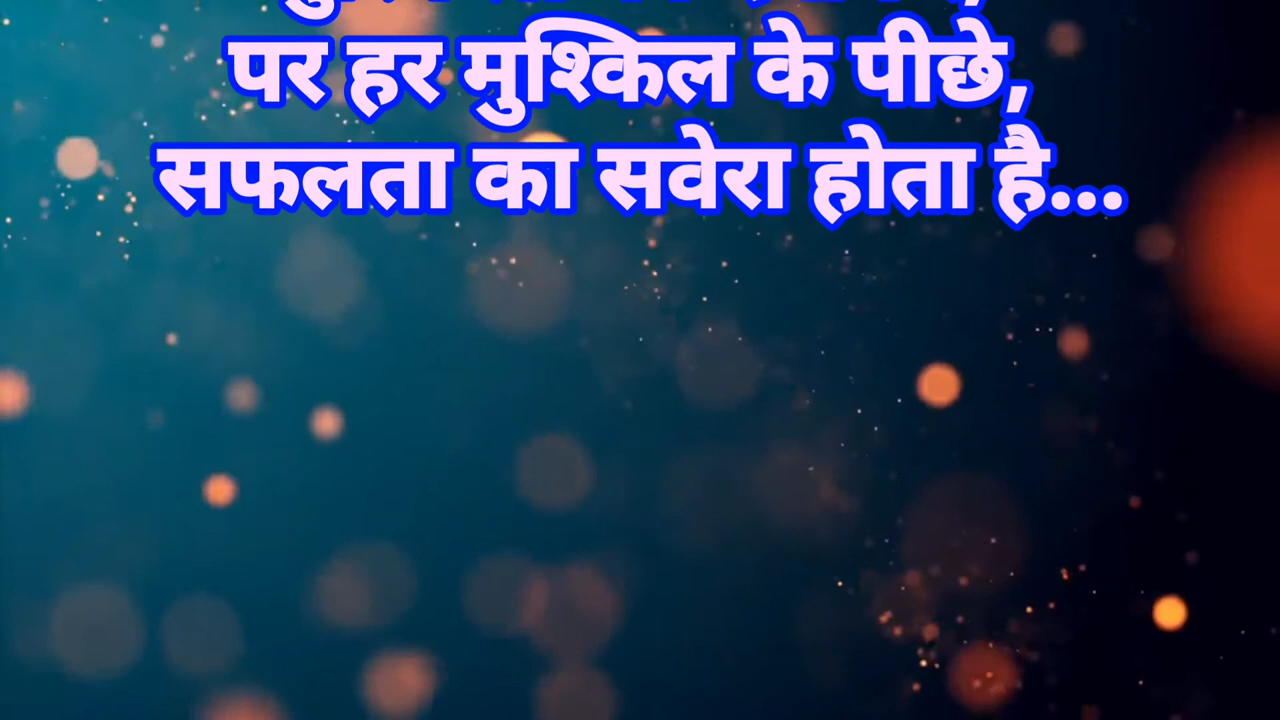 पर हर मुश्किल के पीछे,
सफलता का सवेरा होता है...